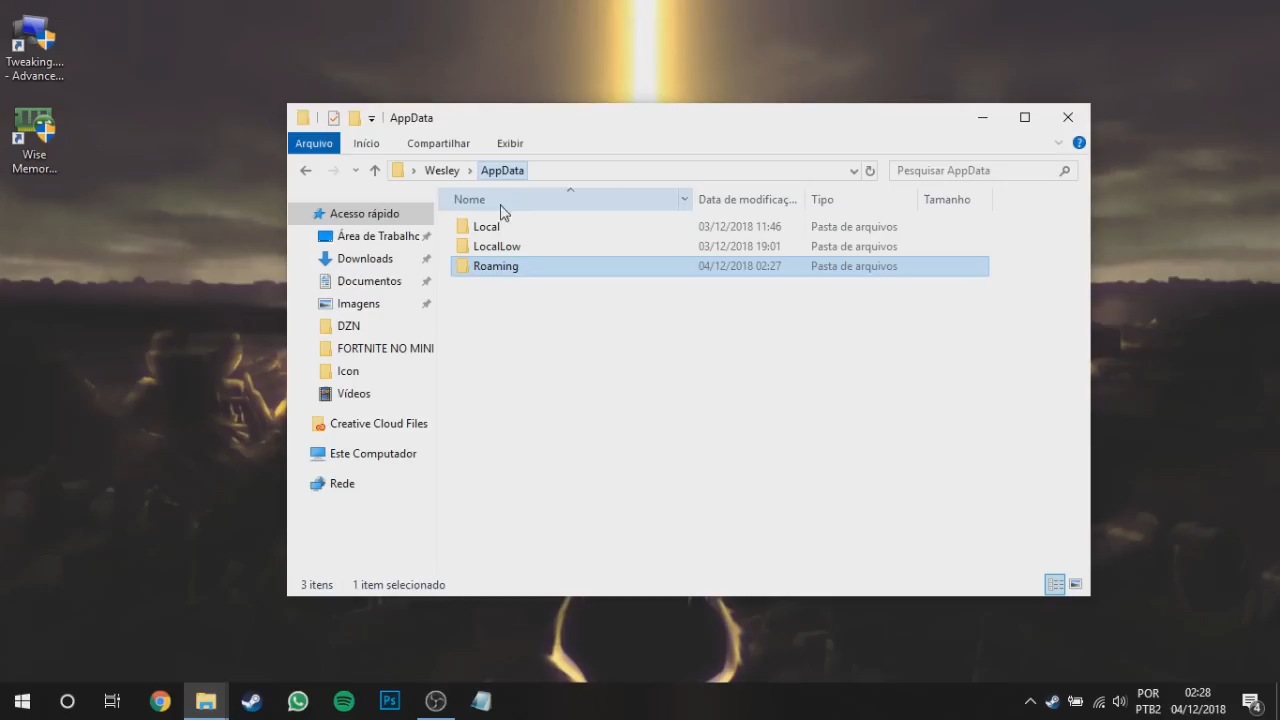 Tweaking....
- Advance...
Wise
Memor...
AppData
Arquivo Início Compartilhar Exibir
Wesley AppData
Pesquisar AppData
Nome Data de modificaç... Tipo Tamanho
Local 03/12/2018 11:46 Pasta de arquivos
LocalLow 03/12/2018 19:01 Pasta de arquivos
Roaming 04/12/2018 02:27 Pasta de arquivos
Acesso rápido
Área de Trabalho
Downloads
Documentos
Imagens
DZN
FORTNITE NO MINI
Icon
Vídeos
Creative Cloud Files
Este Computador
Rede
3 itens 1 item selecionado
Ps
POR
PTB2
02:28
04/12/2018
4